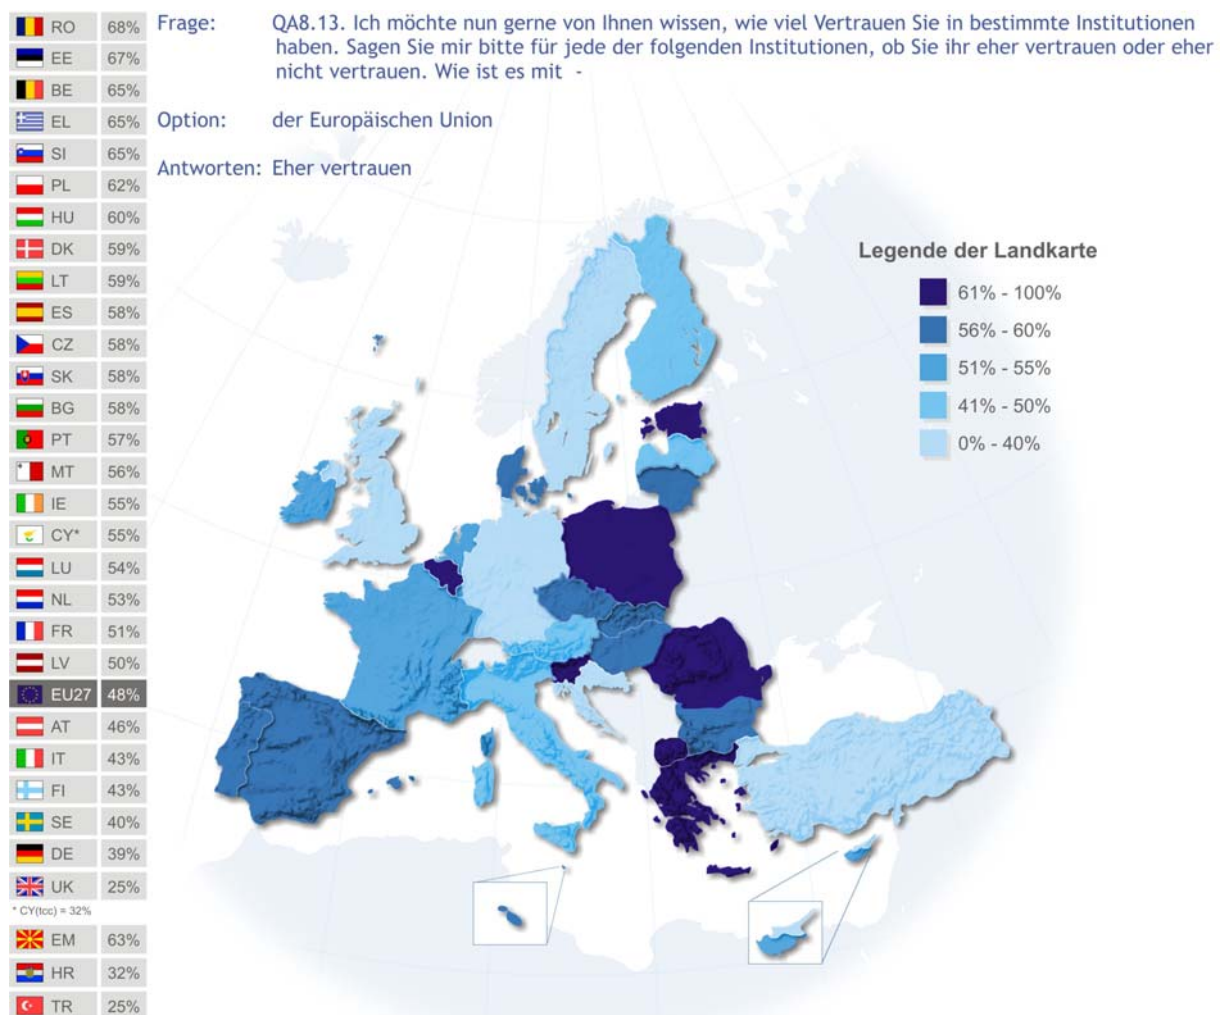 Frage: QA8.13. Ich möchte nun gerne von Ihnen wissen, wie viel Vertrauen Sie in bestimmte Institutionen
haben. Sagen Sie mir bitte für jede der folgenden Institutionen, ob Sie ihr eher vertrauen oder eher
nicht vertrauen. Wie ist es mit -
Option: der Europäischen Union
Antworten: Eher vertrauen
RO 68%
EE 67%
BE 65%
EL 65%
SI 65%
PL 62%
HU 60%
DK 59%
LT 59%
ES 58%
CZ 58%
SK 58%
BG 58%
PT 57%
MT 56%
IE 55%
CY* 55%
LU 54%
NL 53%
FR 51%
LV 50%
EU27 48%
AT 46%
IT 43%
FI 43%
SE 40%
DE 39%
UK 25%
* CY(tcc) = 32%
EM 63%
HR 32%
TR 25%
Legende der Landkarte
61% - 100%
56% - 60%
51% - 55%
41% - 50%
0% - 40%